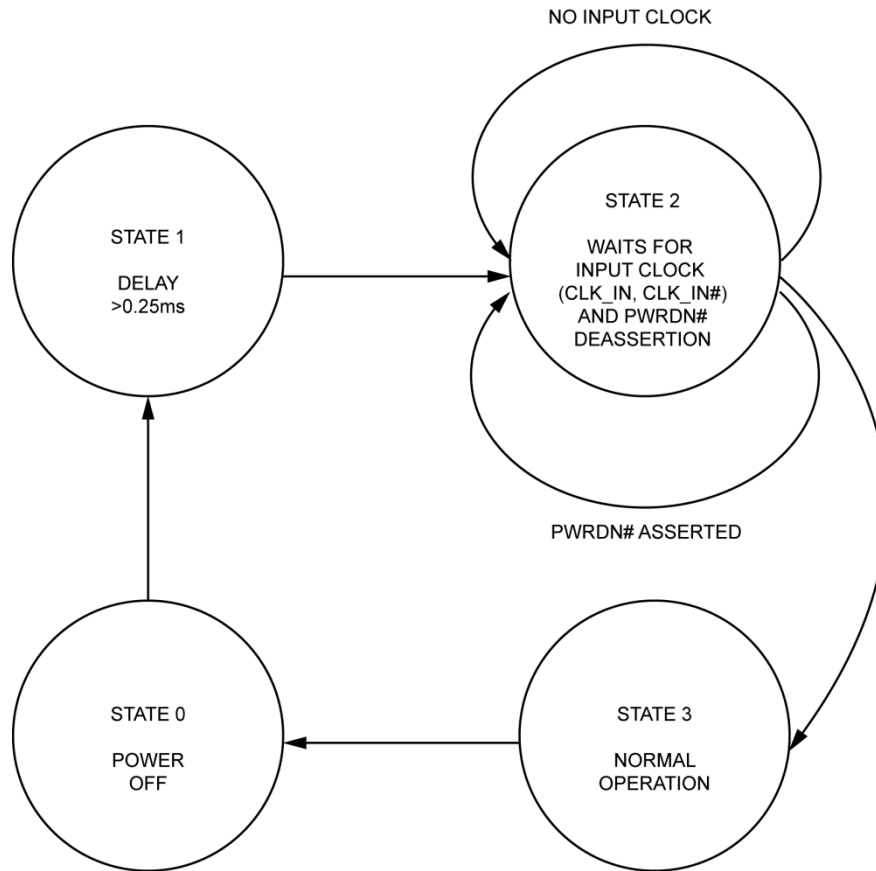 NO INPUT CLOCK
STATE 1
DELAY
>0.25ms
STATE 2
WAITS FOR
INPUT CLOCK
(CLK_IN, CLK_IN#)
AND PWRDN#
DEASSERTION
PWRDN# ASSERTED
STATE 0
POWER
OFF
STATE 3
NORMAL
OPERATION